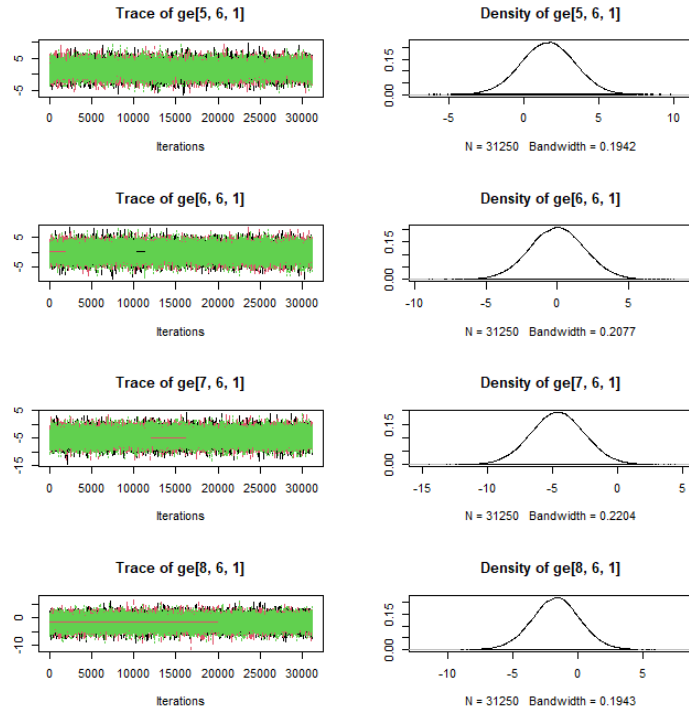 Trace of ge[5, 6, 1]
Density of ge[5, 6, 1]
5
-5
0 5000 10000 15000 20000 25000 30000
Iterations
0.15
0.00
-5 0 5 10
N = 31250 Bandwidth = 0.1942
Trace of ge[6, 6, 1]
Density of ge[6, 6, 1]
5
-5
0 5000 10000 15000 20000 25000 30000
Iterations
0.15
0.00
-10 -5 0 5
N = 31250 Bandwidth = 0.2077
Trace of ge[7, 6, 1]
Density of ge[7, 6, 1]
5
-5
-15
0 5000 10000 15000 20000 25000 30000
Iterations
0.15
0.00
-15 -10 -5 0 5
N = 31250 Bandwidth = 0.2204
Trace of ge[8, 6, 1]
Density of ge[8, 6, 1]
0
-10
0 5000 10000 15000 20000 25000 30000
Iterations
0.15
0.00
-10 -5 0 5
N = 31250 Bandwidth = 0.1943